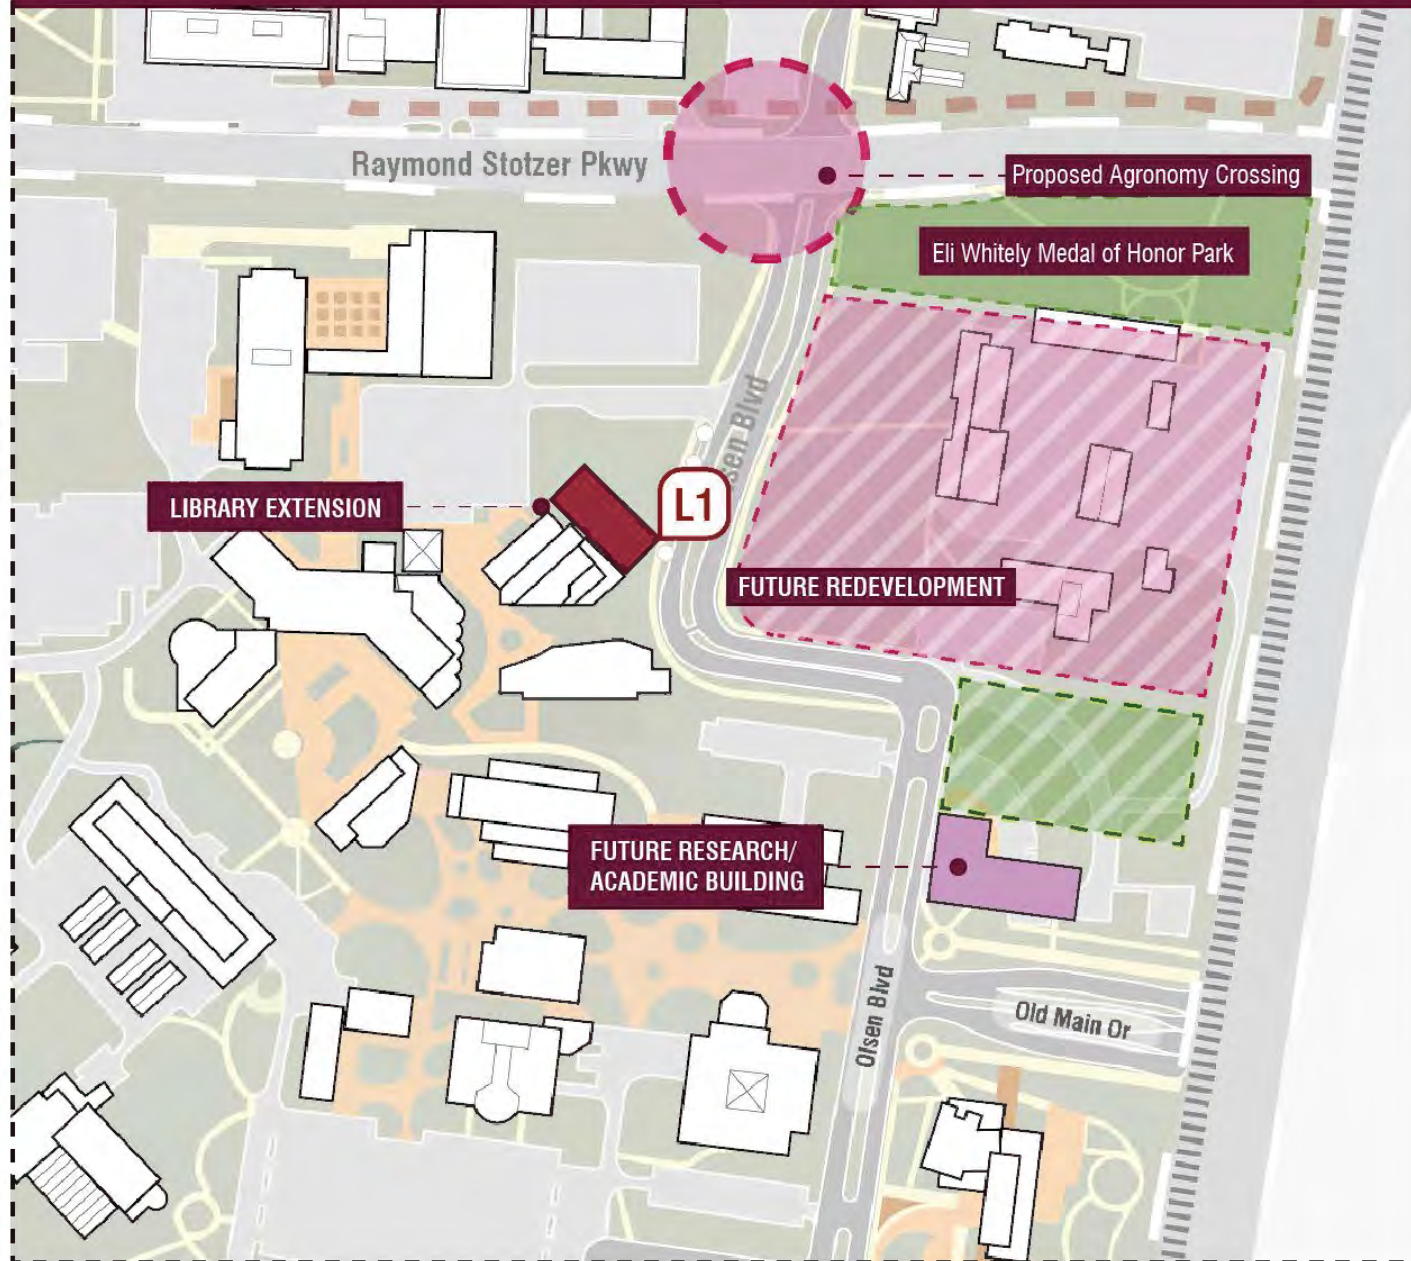 Raymond Stotzer Pkwy
Proposed Agronomy Crossing
Eli Whitely Medal of Honor Park
sen Blvd
LIBRARY EXTENSION
L1
FUTURE REDEVELOPMENT
FUTURE RESEARCH/
ACADEMIC BUILDING
Olsen Blvd
Old Main Dr